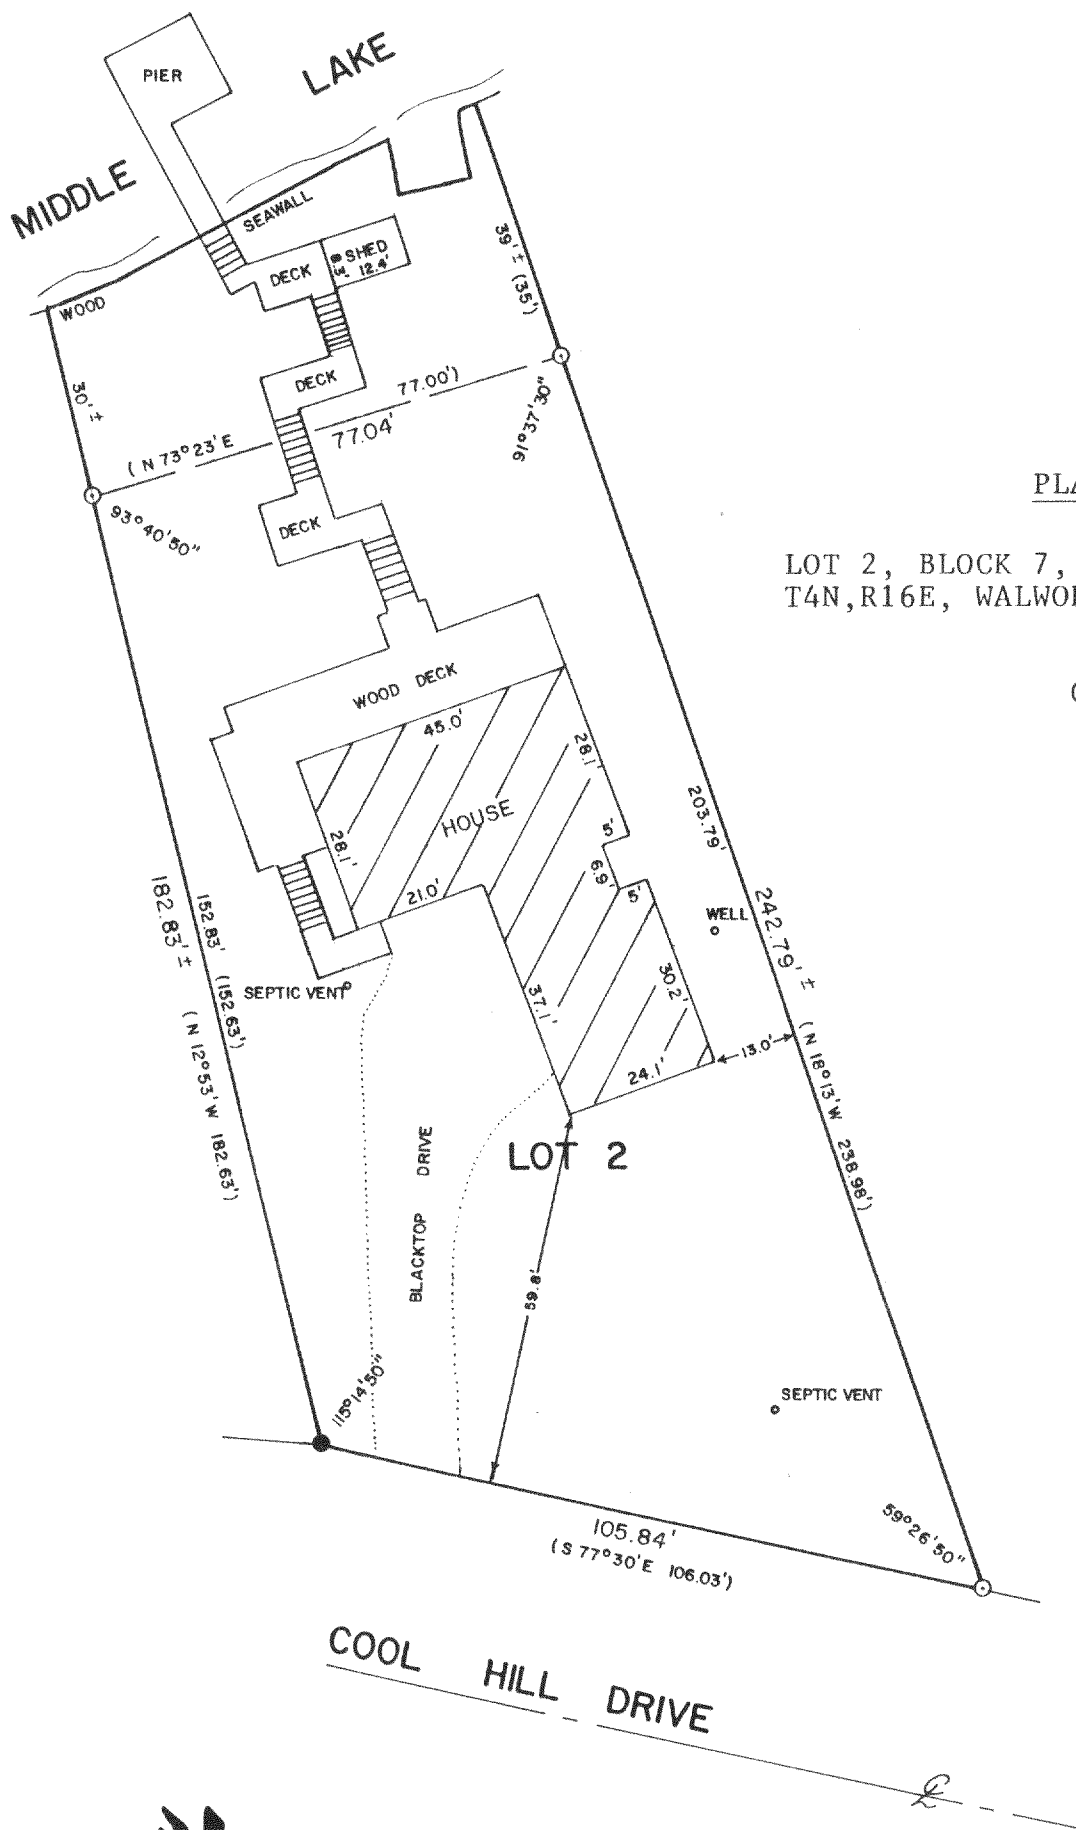 LAKE
PIER
MIDDLE
SEAWALL
SHED
8.3'
12.4'
DECK
WOOD
39'± (35')
30'±
DECK
77.00')
77.04'
(N 73°23'E
91°37'30"
93°40'50"
DECK
LOT 2, BLOCK 7,
T4N,R16E,
WOOD DECK
45.0'
28.1'
HOUSE
203.79'
5'
28.1'
21.0'
6.9'
5'
WELL
242.79'±
152.83' (152.63')
182.83'±
(N 12°53'W 182.63')
SEPTIC VENT
37.1'
30.2'
13.0'
24.1'
(N 18°13'W 238.98')
LOT 2
BLACKTOP DRIVE
59.8'
115°14'50"
SEPTIC VENT
59°26'50"
105.84'
(S 77°30'E 106.03')
COOL HILL DRIVE